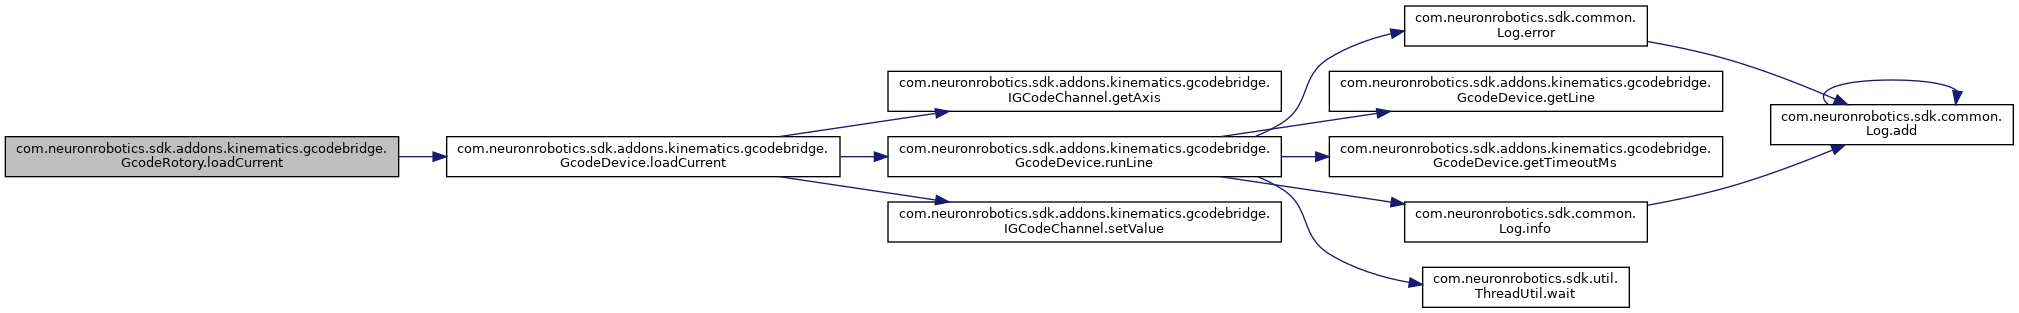 com.neuronrobotics.sdk.addons.kinematics.gcodebridge.
GcodeRotory.loadCurrent
com.neuronrobotics.sdk.addons.kinematics.gcodebridge.
GcodeDevice.loadCurrent
com.neuronrobotics.sdk.addons.kinematics.gcodebridge.
IGCodeChannel.getAxis
com.neuronrobotics.sdk.addons.kinematics.gcodebridge.
GcodeDevice.runLine
com.neuronrobotics.sdk.addons.kinematics.gcodebridge.
IGCodeChannel.setValue
com.neuronrobotics.sdk.common.
Log.error
com.neuronrobotics.sdk.addons.kinematics.gcodebridge.
GcodeDevice.getLine
com.neuronrobotics.sdk.addons.kinematics.gcodebridge.
GcodeDevice.getTimeoutMs
com.neuronrobotics.sdk.common.
Log.info
com.neuronrobotics.sdk.util.
ThreadUtil.wait
com.neuronrobotics.sdk.common.
Log.add